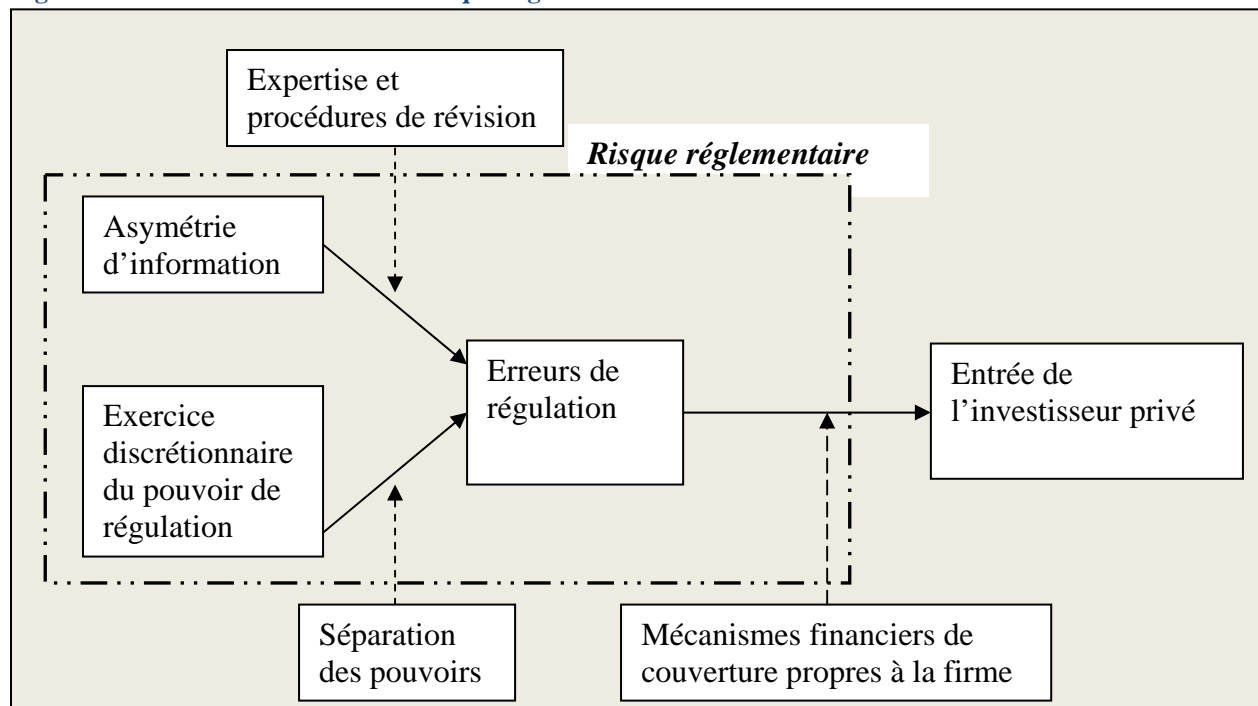 Expertise et
procédures de révision
Risque réglementaire
Asymétrie
d’information
Exercice
discrétionnaire
du pouvoir de
régulation
Erreurs de
régulation
Entrée de
l’investisseur privé
Séparation
des pouvoirs
Mécanismes financiers de
couverture propres à la firme